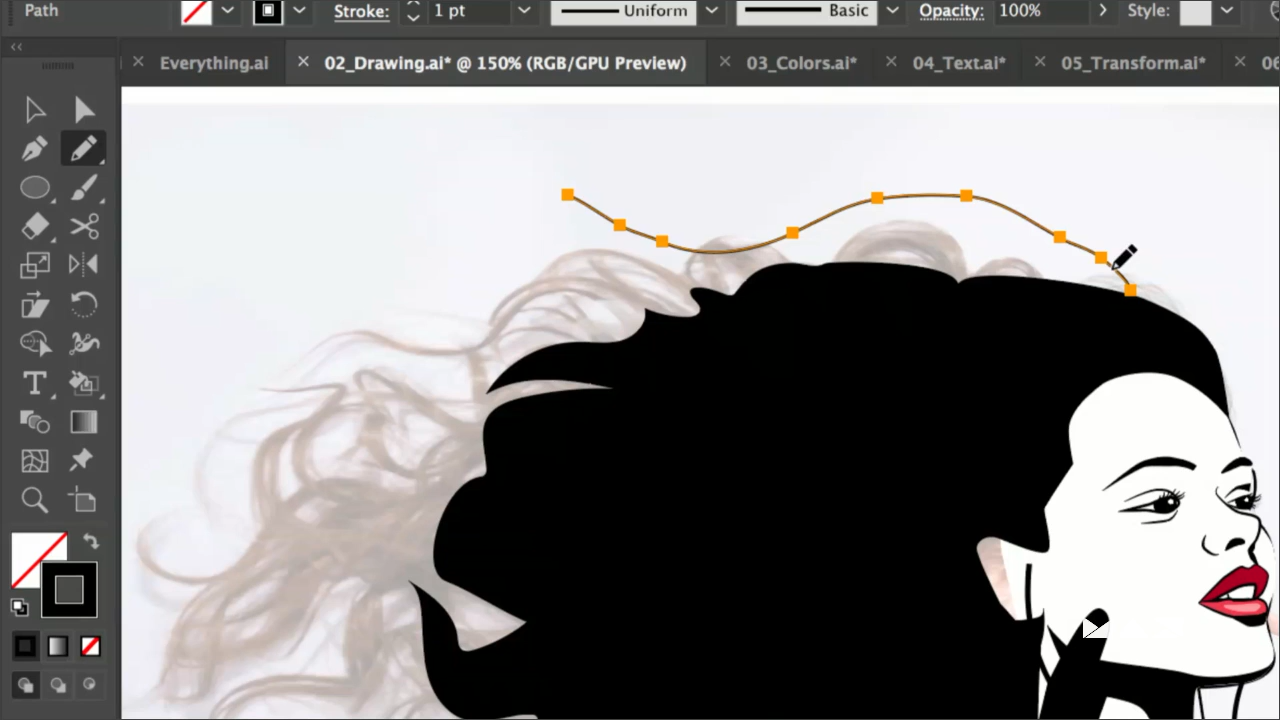 Path Stroke: 1 pt Uniform Basic Opacity: 100% Style:
Everything.ai 02_Drawing.ai* @ 150% (RGB/GPU Preview) 03_Colors.ai* 04_Text.ai* 05_Transform.ai* 06